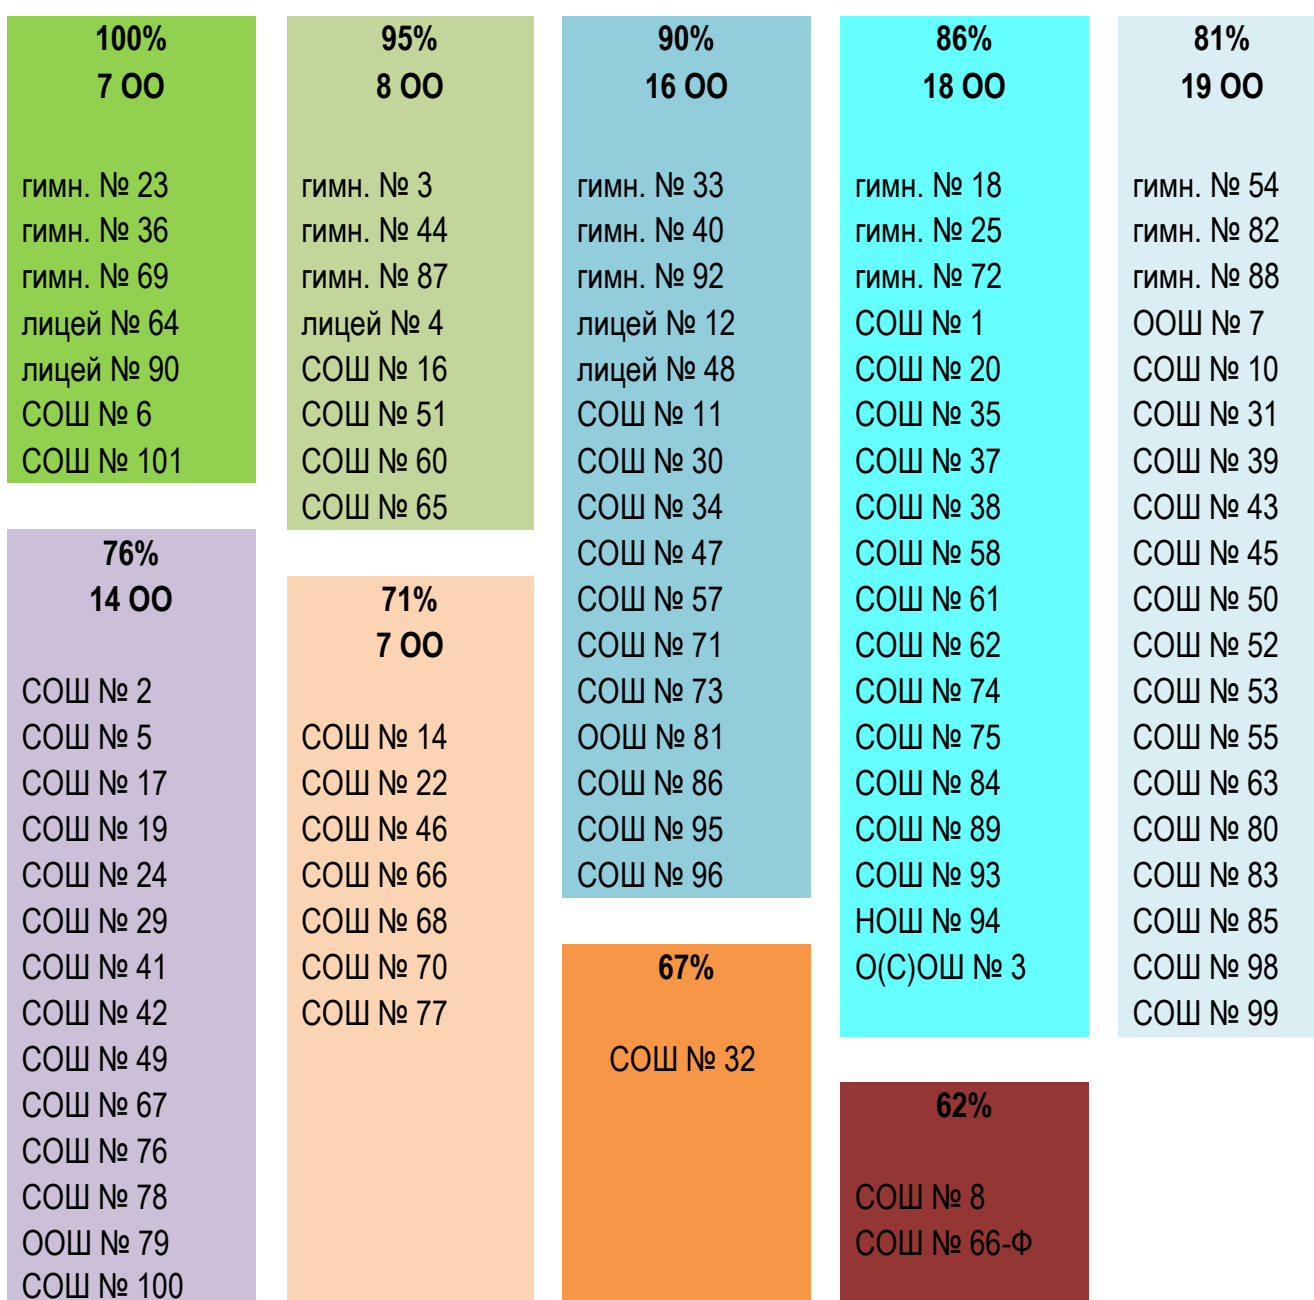 100%
7 ОО
гимн. № 23
гимн. № 36
гимн. № 69
лицей № 64
лицей № 90
СОШ № 6
СОШ № 101
95%
8 ОО
гимн. № 3
гимн. № 44
гимн. № 87
лицей № 4
СОШ № 16
СОШ № 51
СОШ № 60
СОШ № 65
90%
16 ОО
гимн. № 33
гимн. № 40
гимн. № 92
лицей № 12
лицей № 48
СОШ № 11
СОШ № 30
СОШ № 34
СОШ № 47
СОШ № 57
СОШ № 71
СОШ № 73
ООШ № 81
СОШ № 86
СОШ № 95
СОШ № 96
86%
18 ОО
гимн. № 18
гимн. № 25
гимн. № 72
СОШ № 1
СОШ № 20
СОШ № 35
СОШ № 37
СОШ № 38
СОШ № 58
СОШ № 61
СОШ № 62
СОШ № 74
СОШ № 75
СОШ № 84
СОШ № 89
СОШ № 93
НОШ № 94
О(С)ОШ № 3
81%
19 ОО
гимн. № 54
гимн. № 82
гимн. № 88
ООШ № 7
СОШ № 10
СОШ № 31
СОШ № 39
СОШ № 43
СОШ № 45
СОШ № 50
СОШ № 52
СОШ № 53
СОШ № 55
СОШ № 63
СОШ № 80
СОШ № 83
СОШ № 85
СОШ № 98
СОШ № 99
76%
14 ОО
СОШ № 2
СОШ № 5
СОШ № 17
СОШ № 19
СОШ № 24
СОШ № 29
СОШ № 41
СОШ № 42
СОШ № 49
СОШ № 67
СОШ № 76
СОШ № 78
ООШ № 79
СОШ № 100
71%
7 ОО
СОШ № 14
СОШ № 22
СОШ № 46
СОШ № 66
СОШ № 68
СОШ № 70
СОШ № 77
67%
СОШ № 32
62%
СОШ № 8
СОШ № 66-Ф